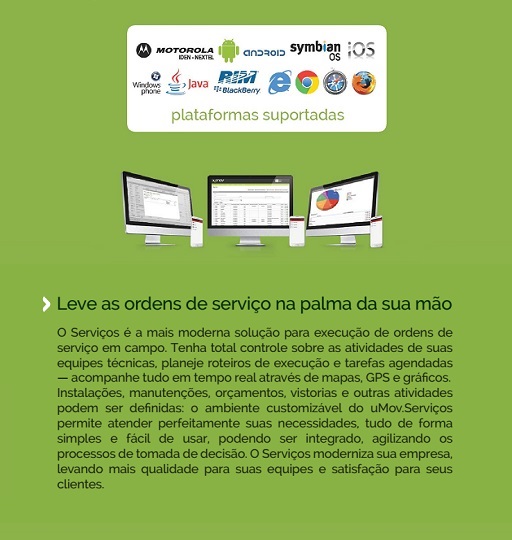 MOTOROLA
IDEN • NEXTEL
ANDROID
symbian
OS
iOS
Windows
phone
Java
RIM
BlackBerry
plataformas suportadas
Leve as ordens de serviço na palma da sua mão
O Serviços é a mais moderna solução para execução de ordens de
serviço em campo. Tenha total controle sobre as atividades de suas
equipes técnicas, planeje roteiros de execução e tarefas agendadas
— acompanhe tudo em tempo real através de mapas, GPS e gráficos.
Instalações, manutenções, orçamentos, vistorias e outras atividades
podem ser definidas: o ambiente customizável do uMov.Serviços
permite atender perfeitamente suas necessidades, tudo de forma
simples e fácil de usar, podendo ser integrado, agilizando os
processos de tomada de decisão. O Serviços moderniza sua empresa,
levando mais qualidade para suas equipes e satisfação para seus
clientes.